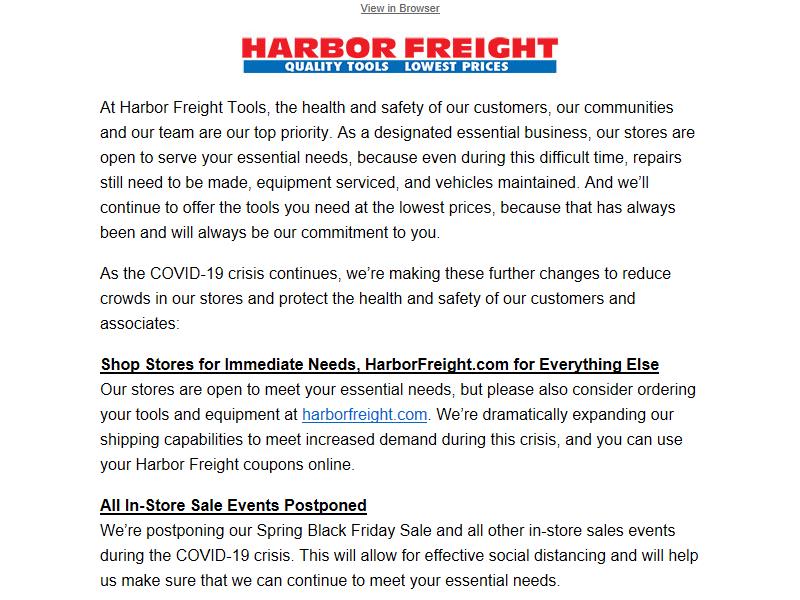 View in Browser
HARBOR FREIGHT
QUALITY TOOLS LOWEST PRICES
At Harbor Freight Tools, the health and safety of our customers, our communities
and our team are our top priority. As a designated essential business, our stores are
open to serve your essential needs, because even during this difficult time, repairs
still need to be made, equipment serviced, and vehicles maintained. And we’ll
continue to offer the tools you need at the lowest prices, because that has always
been and will always be our commitment to you.
As the COVID-19 crisis continues, we’re making these further changes to reduce
crowds in our stores and protect the health and safety of our customers and
associates:
Shop Stores for Immediate Needs, HarborFreight.com for Everything Else
Our stores are open to meet your essential needs, but please also consider ordering
your tools and equipment at harborfreight.com. We’re dramatically expanding our
shipping capabilities to meet increased demand during this crisis, and you can use
your Harbor Freight coupons online.
All In-Store Sale Events Postponed
We’re postponing our Spring Black Friday Sale and all other in-store sales events
during the COVID-19 crisis. This will allow for effective social distancing and will help
us make sure that we can continue to meet your essential needs.